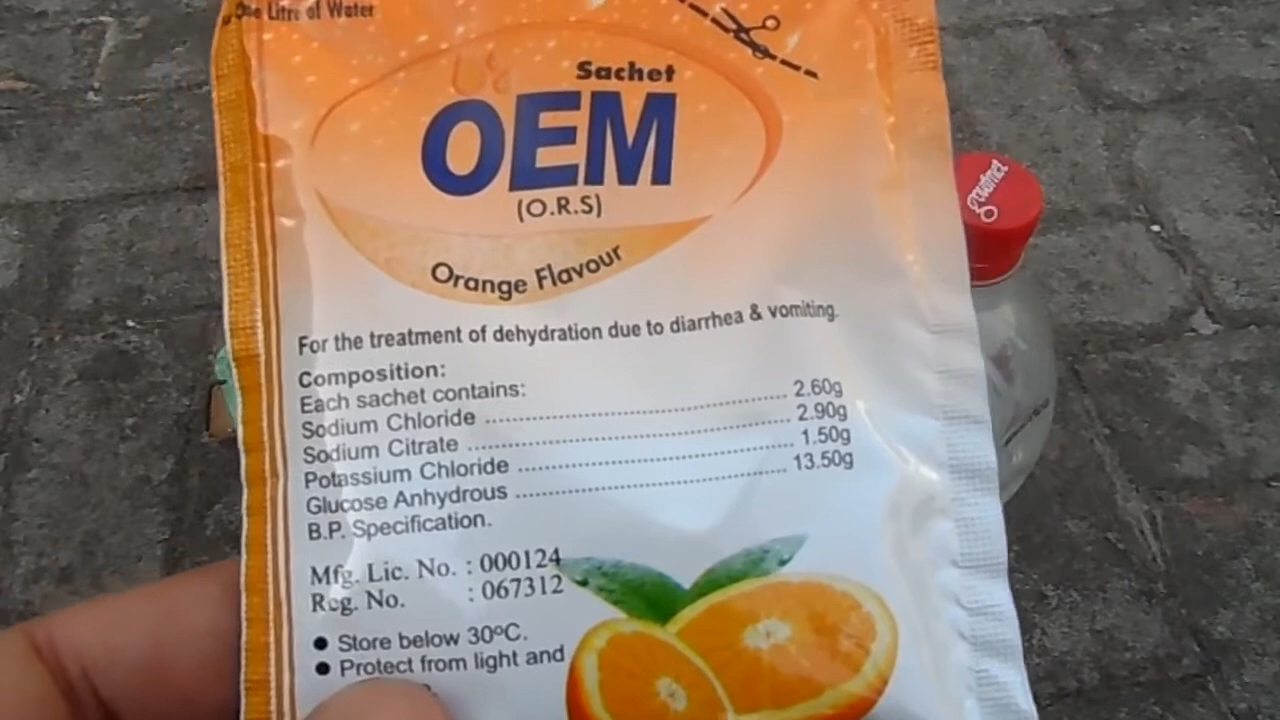 One Litre of Water
Sachet
OEM
(O.R.S)
Orange Flavour
gourmet
For the treatment of dehydration due to diarrhea & vomiting.
Composition:
Each sachet contains:
Sodium Chloride ........................ 2.60g
Sodium Citrate ........................ 2.90g
Potassium Chloride ........................ 1.50g
Glucose Anhydrous ........................ 13.50g
B.P. Specification.
Mfg. Lic. No. : 000124
Reg. No. : 067312
● Store below 30ºC.
● Protect from light and